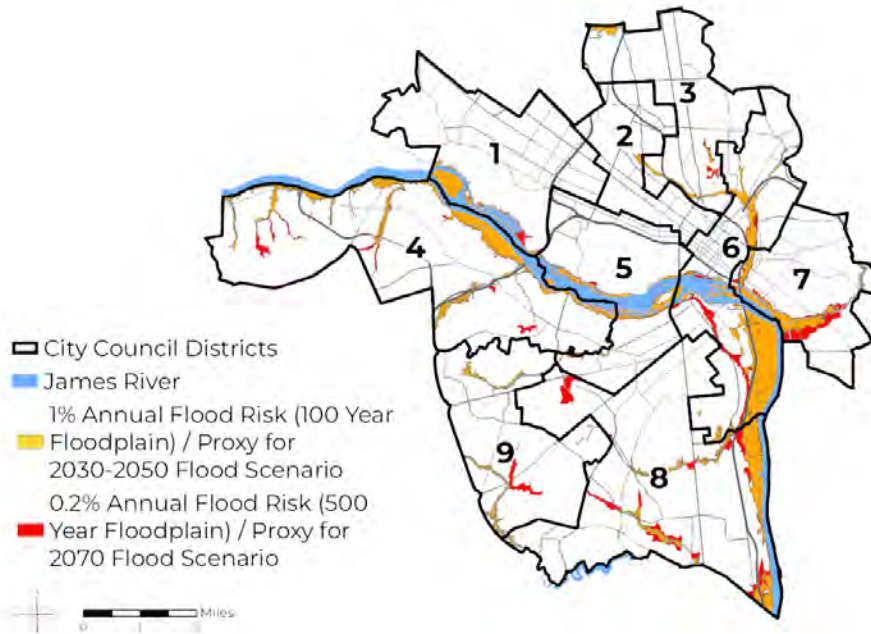 3
2
1
6
4
5
7
9
8
City Council Districts
James River
1% Annual Flood Risk (100 Year
Floodplain) / Proxy for
2030-2050 Flood Scenario
0.2% Annual Flood Risk (500
Year Floodplain) / Proxy for
2070 Flood Scenario
Miles
0